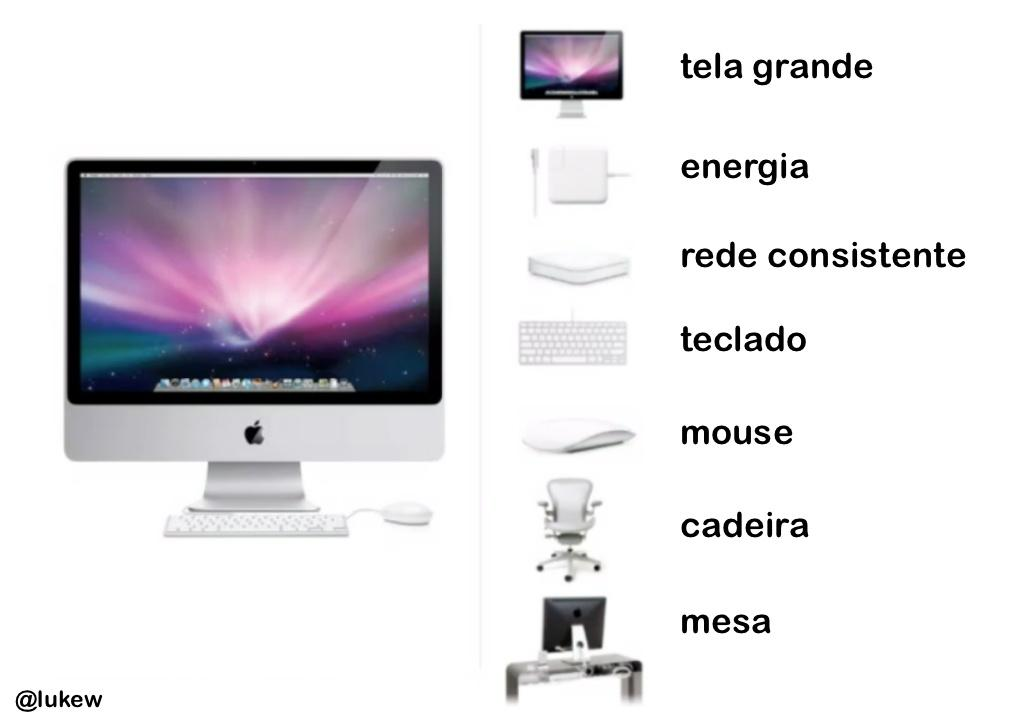 tela grande
energia
rede consistente
teclado
mouse
cadeira
mesa
@lukew